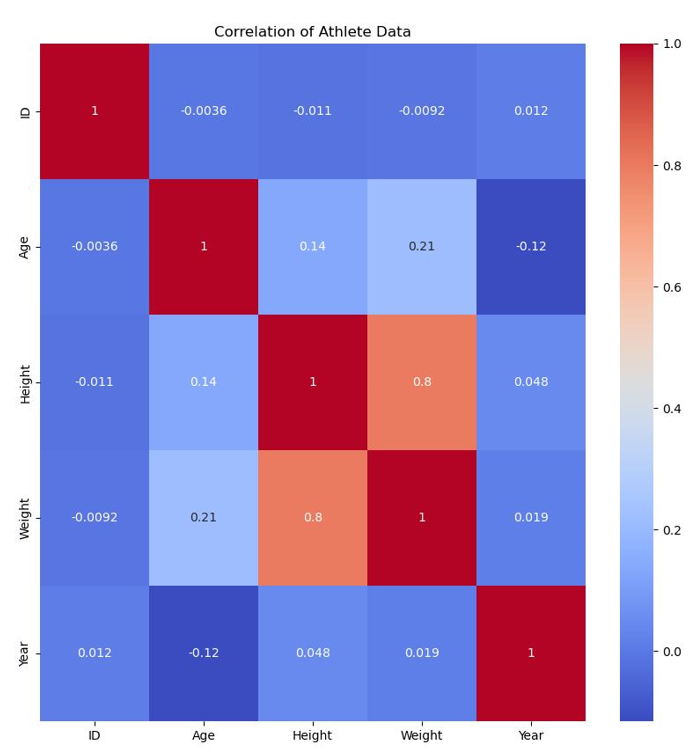 Correlation of Athlete Data
ID 1 -0.0036 -0.011 -0.0092 0.012
Age -0.0036 1 0.14 0.21 -0.12
Height -0.011 0.14 1 0.8 0.048
Weight -0.0092 0.21 0.8 1 0.019
Year 0.012 -0.12 0.048 0.019 1
ID Age Height Weight Year
1.0
0.8
0.6
0.4
0.2
0.0